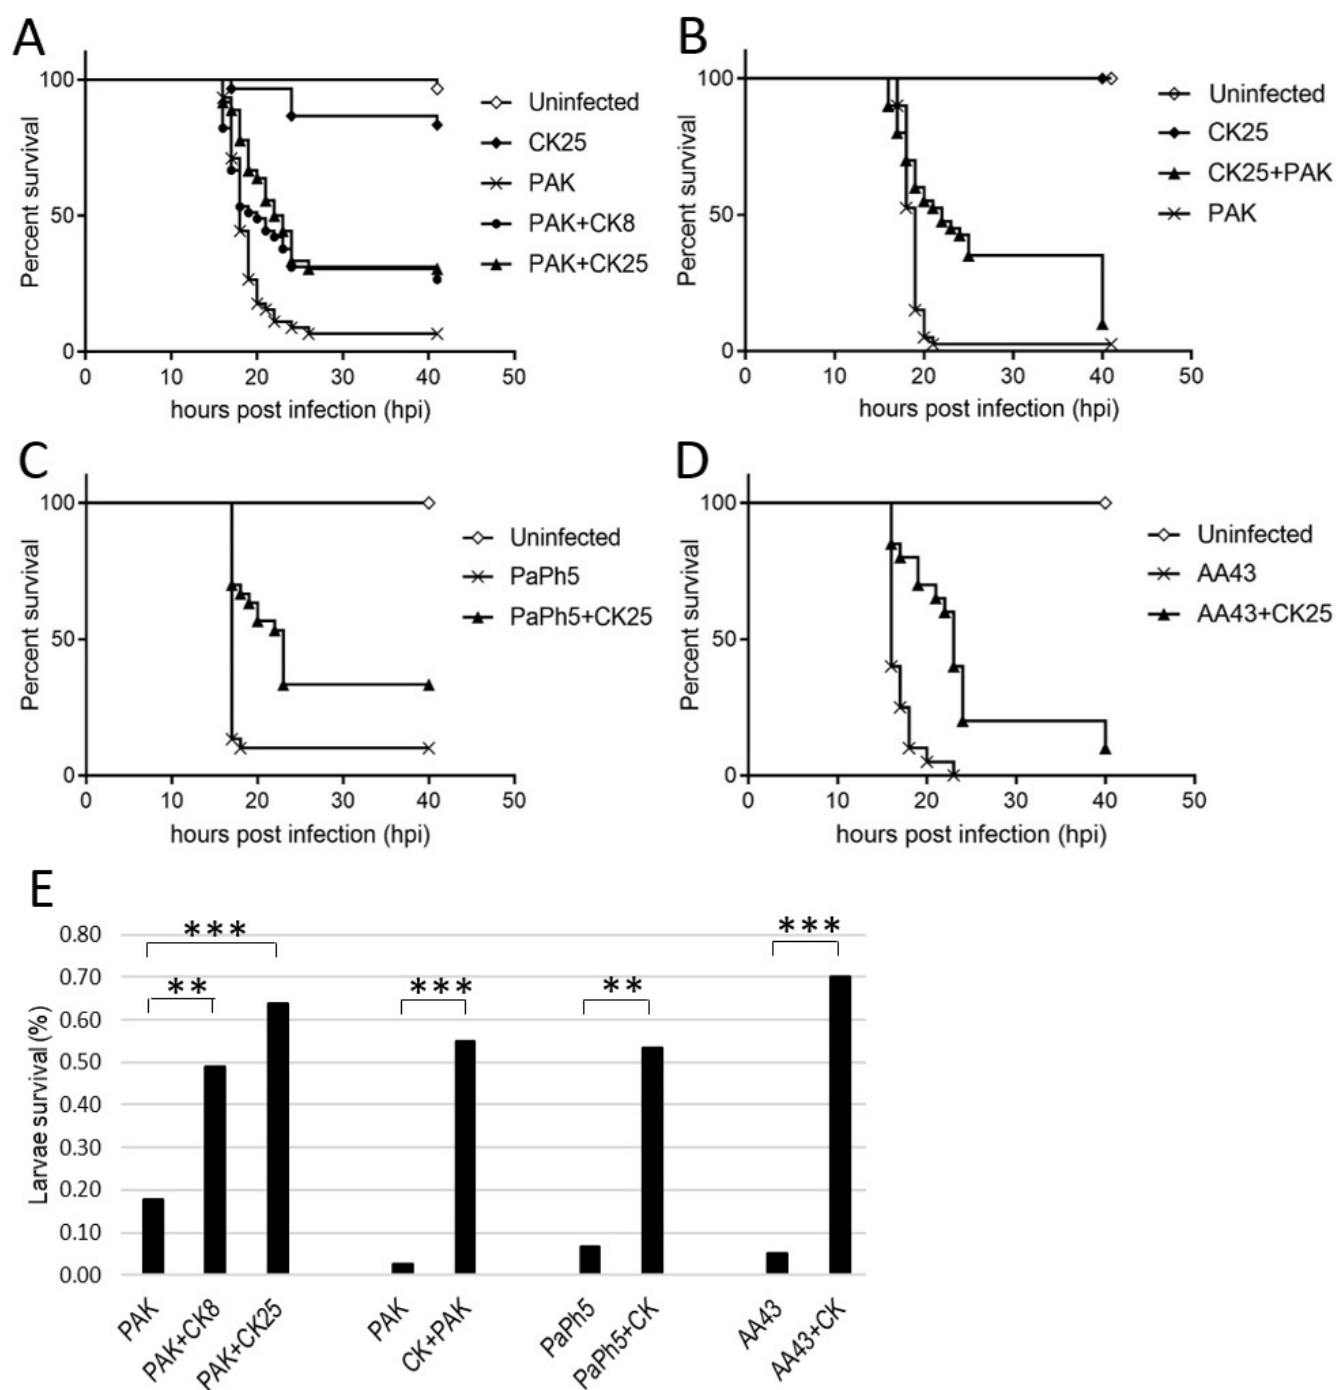 A
100
50
0
Percent survival
0 10 20 30 40 50
hours post infection (hpi)
Uninfected
CK25
PAK
PAK+CK8
PAK+CK25
B
100
50
0
Percent survival
0 10 20 30 40 50
hours post infection (hpi)
Uninfected
CK25
CK25+PAK
PAK
C
100
50
0
Percent survival
0 10 20 30 40 50
hours post infection (hpi)
Uninfected
PaPh5
PaPh5+CK25
D
100
50
0
Percent survival
0 10 20 30 40 50
hours post infection (hpi)
Uninfected
AA43
AA43+CK25
E
Larvae survival (%)
0.80
0.70
0.60
0.50
0.40
0.30
0.20
0.10
0.00
***
**
***
**
***
PAK
PAK+CK8
PAK+CK25
PAK
CK+PAK
PaPh5
PaPh5+CK
AA43
AA43+CK